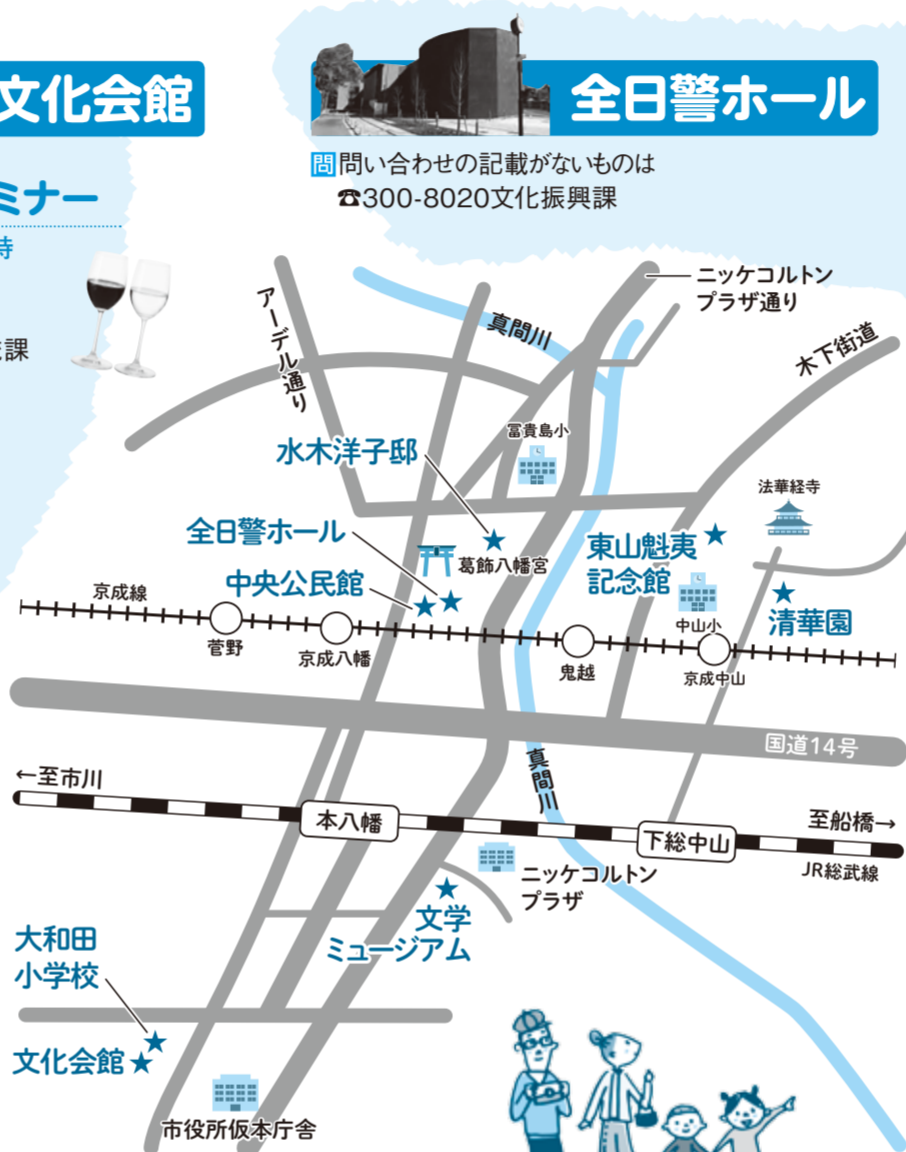 文化会館
全日警ホール
問 問い合わせの記載がないものは
☎300-8020文化振興課
ミナー
時
課
ニッケコルトン
プラザ通り
アーデル通り
真間川
木下街道
冨貴島小
水木洋子邸
法華経寺
全日警ホール
葛飾八幡宮
東山魁夷
記念館
中央公民館
京成線
中山小
清華園
菅野
京成八幡
鬼越
京成中山
国道14号
真間川
←至市川
本八幡
下総中山
至船橋→
JR総武線
ニッケコルトン
プラザ
文学
ミュージアム
大和田
小学校
文化会館
市役所仮本庁舎